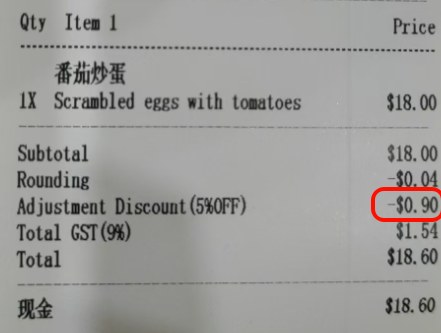 Qty Item 1 Price
番茄炒蛋
1X Scrambled eggs with tomatoes $18.00
Subtotal $18.00
Rounding -$0.04
Adjustment Discount(5%OFF) -$0.90
Total GST(9%) $1.54
Total $18.60
现金 $18.60